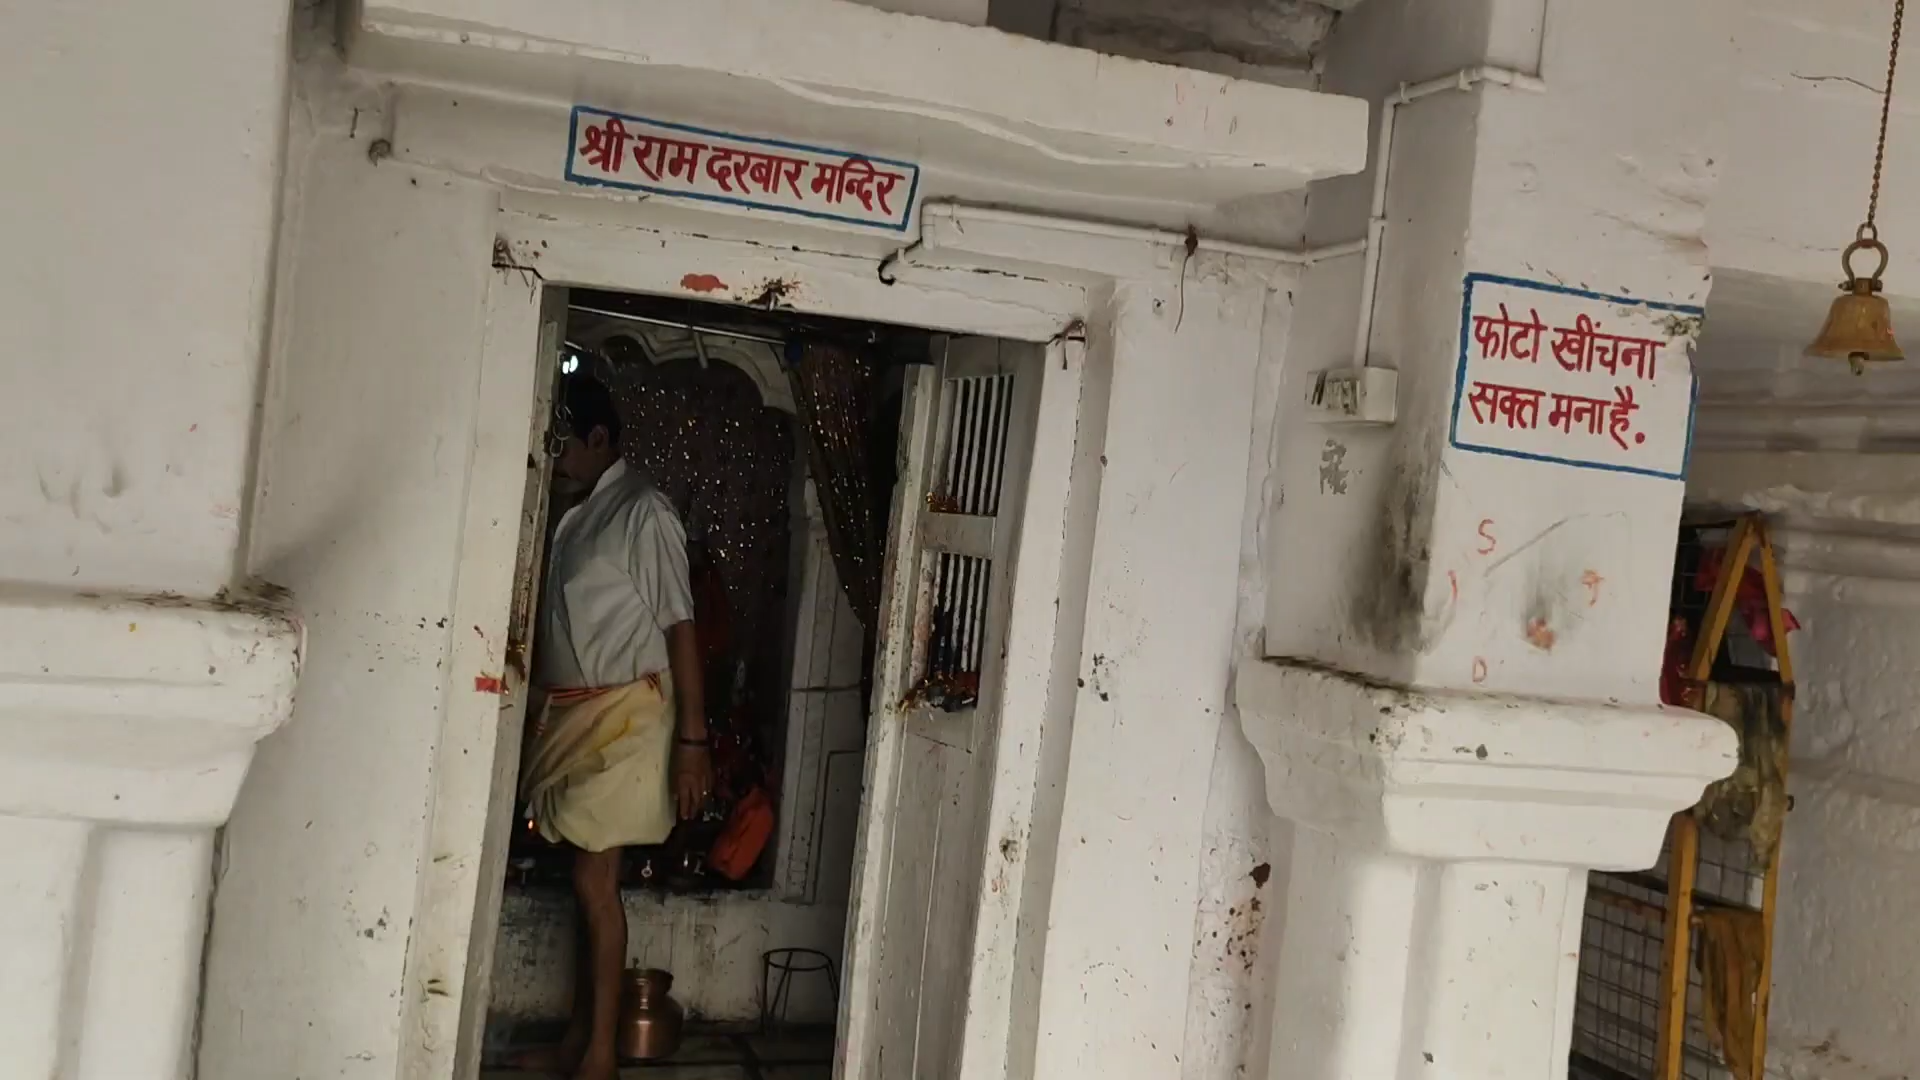 श्री राम दरबार मन्दिर
फोटो खींचना
सक्त मना है.
S
D